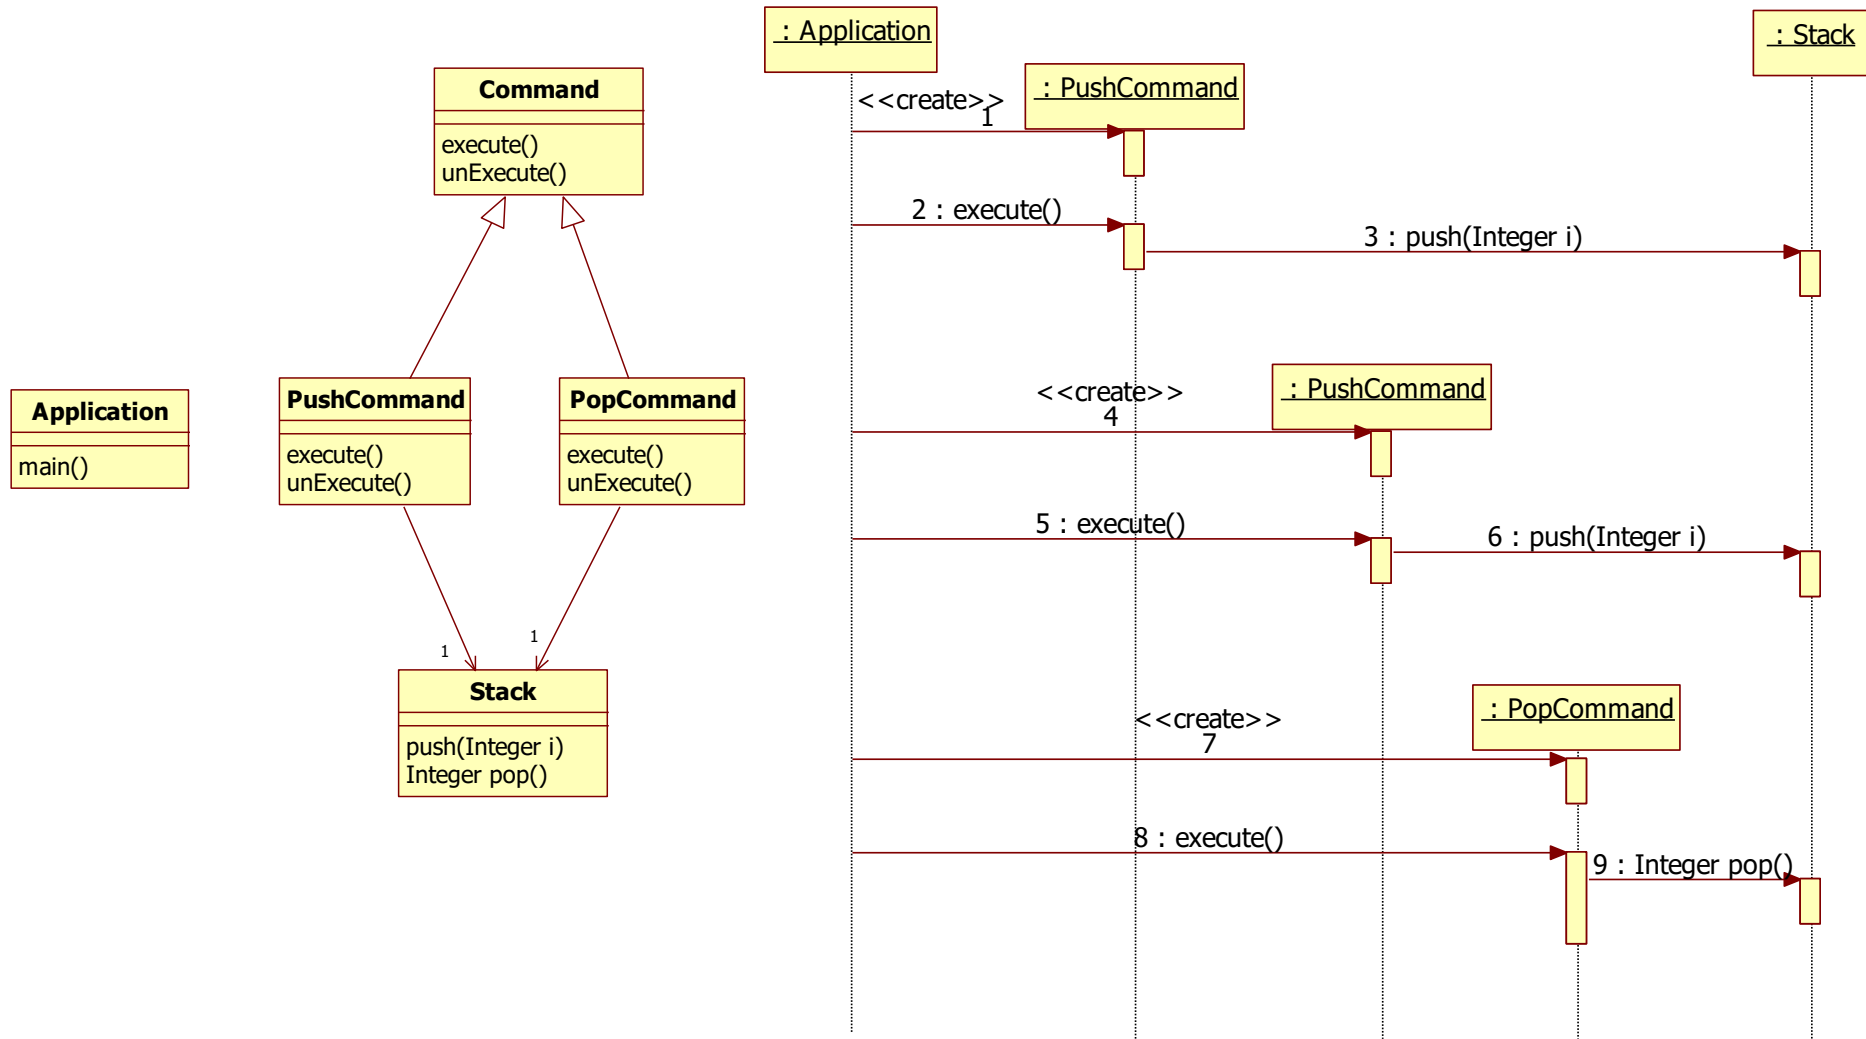 Command
execute()
unExecute()
Application
main()
PushCommand
execute()
unExecute()
PopCommand
execute()
unExecute()
1
1
Stack
push(Integer i)
Integer pop()
: Application
: PushCommand
: Stack
<<create>>
1
2 : execute()
3 : push(Integer i)
: PushCommand
<<create>>
4
5 : execute()
6 : push(Integer i)
: PopCommand
<<create>>
7
8 : execute()
9 : Integer pop()